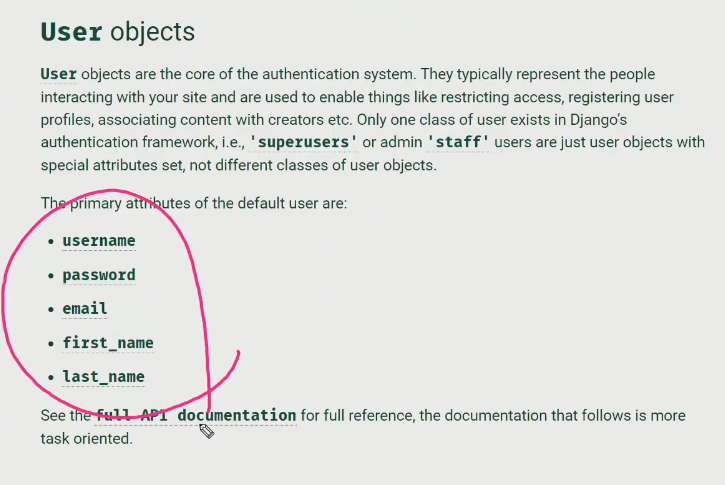 User objects
User objects are the core of the authentication system. They typically represent the people
interacting with your site and are used to enable things like restricting access, registering user
profiles, associating content with creators etc. Only one class of user exists in Django's
authentication framework, i.e., 'superusers' or admin 'staff' users are just user objects with
special attributes set, not different classes of user objects.
The primary attributes of the default user are:
• username
• password
• email
• first_name
• last_name
See the full API documentation for full reference, the documentation that follows is more
task oriented.